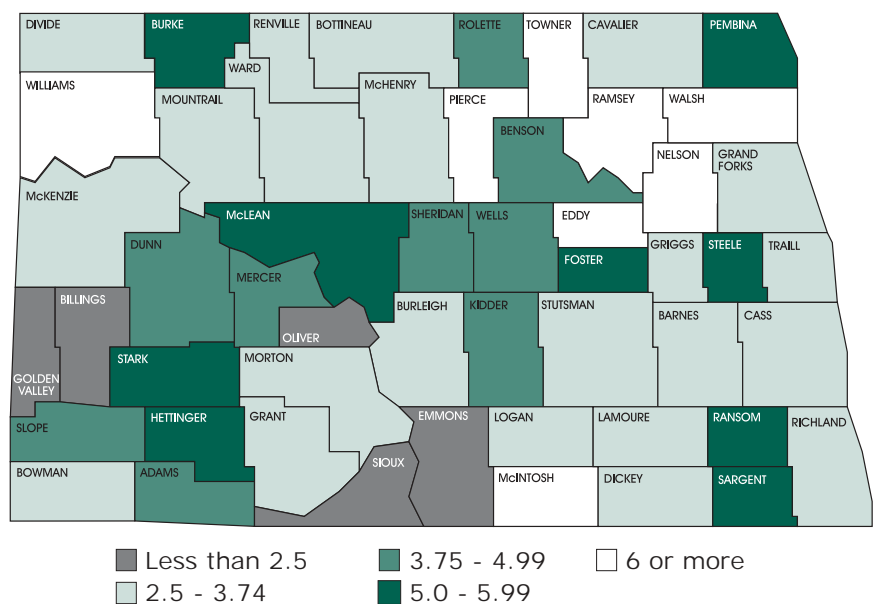 DIVIDE
BURKE
RENVILLE
BOTTINEAU
ROLETTE
TOWNER
CAVALIER
PEMBINA
WARD
WILLIAMS
MOUNTRAIL
McHENRY
PIERCE
RAMSEY
WALSH
BENSON
NELSON
GRAND
FORKS
McKENZIE
McLEAN
SHERIDAN
WELLS
EDDY
DUNN
MERCER
FOSTER
GRIGGS
STEELE
TRAILL
BILLINGS
OLIVER
BURLEIGH
KIDDER
STUTSMAN
BARNES
CASS
GOLDEN
VALLEY
STARK
MORTON
SLOPE
HETTINGER
GRANT
EMMONS
LOGAN
LAMOURE
RANSOM
RICHLAND
BOWMAN
ADAMS
SIOUX
McINTOSH
DICKEY
SARGENT
Less than 2.5
3.75 - 4.99
6 or more
2.5 - 3.74
5.0 - 5.99